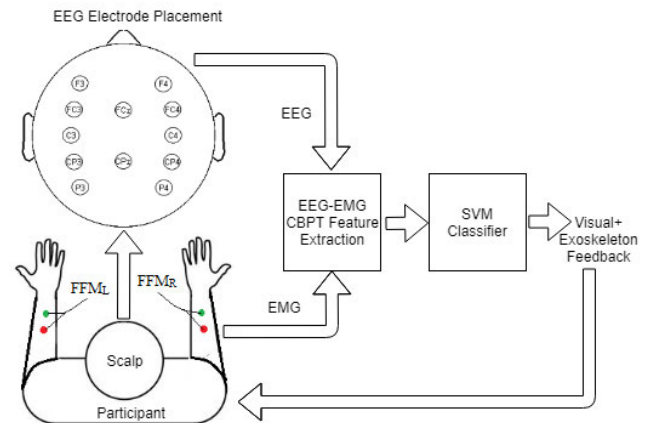 EEG Electrode Placement
F3
F4
FC3
FCz
FC4
C3
C4
CP3
CPz
CP4
P3
P4
EEG
EEG-EMG
CBPT Feature
Extraction
SVM
Classifier
Visual+
Exoskeleton
Feedback
FFML
FFMR
EMG
Scalp
Participant